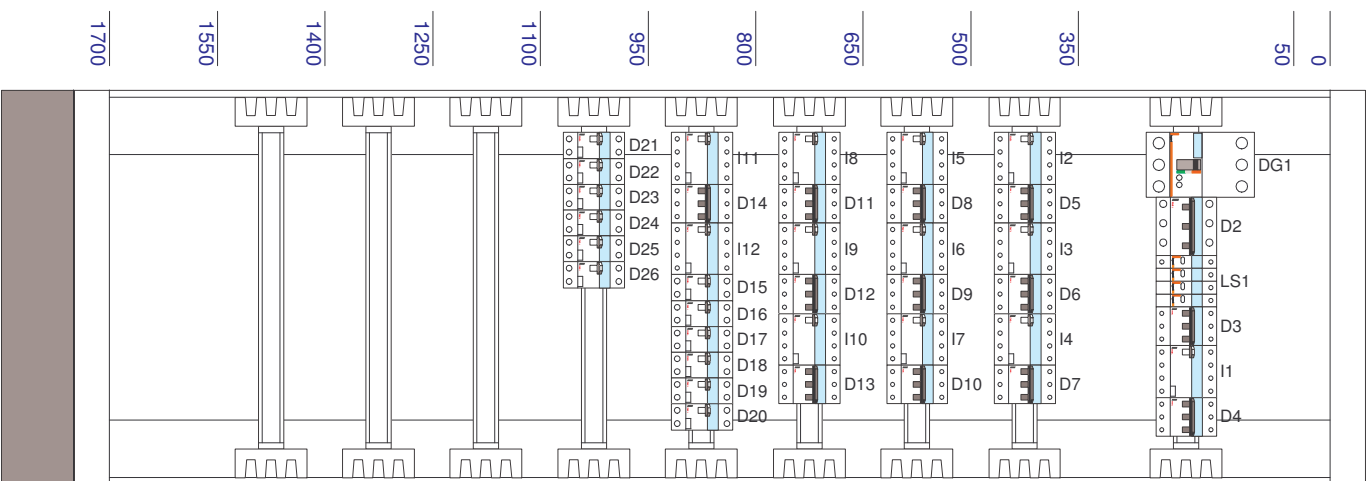 1700
1550
1400
1250
1100
950
800
650
500
350
50
0
D21
D22
D23
D24
D25
D26
I11
D14
I12
D15
D16
D17
D18
D19
D20
I8
D11
I9
D12
I10
D13
I5
D8
I6
D9
I7
D10
I2
D5
I3
D6
I4
D7
DG1
D2
LS1
D3
I1
D4